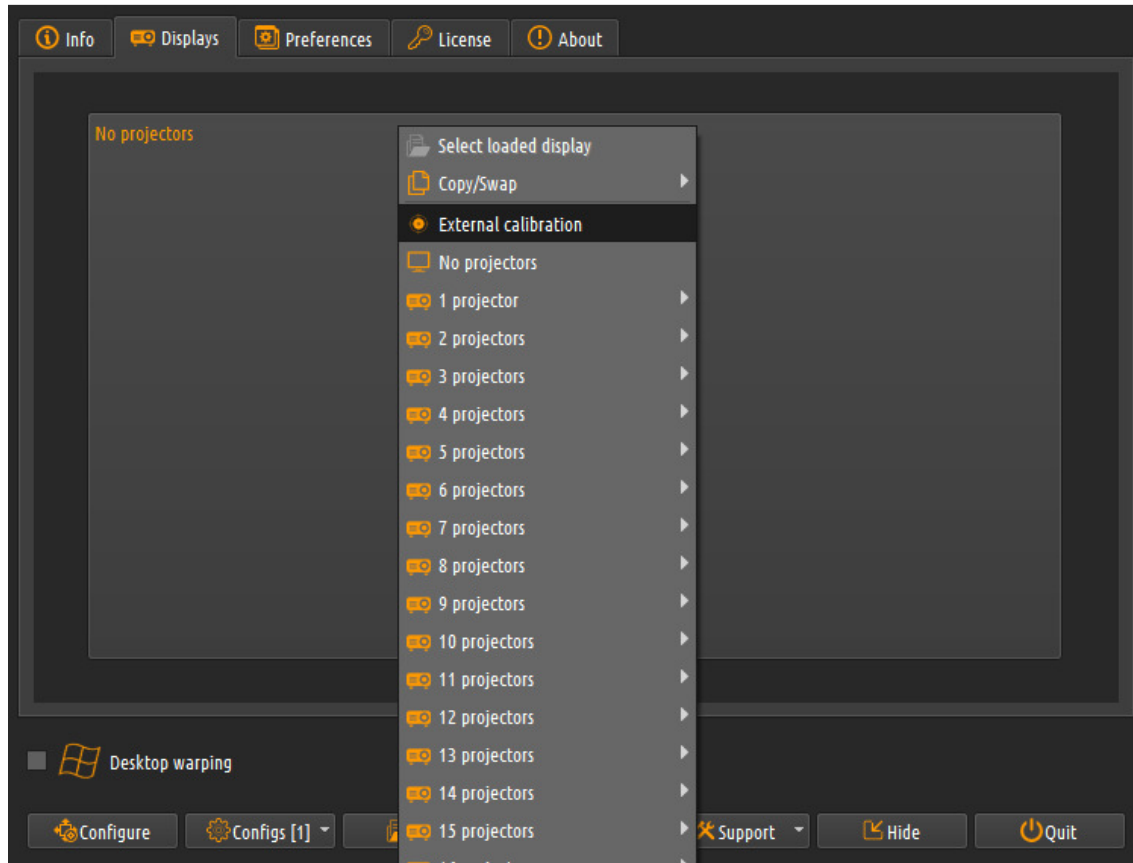 Info
Displays
Preferences
License
About
No projectors
Select loaded display
Copy/Swap
External calibration
No projectors
1 projector
2 projectors
3 projectors
4 projectors
5 projectors
6 projectors
7 projectors
8 projectors
9 projectors
10 projectors
11 projectors
12 projectors
13 projectors
14 projectors
15 projectors
Desktop warping
Configure
Configs [1]
Support
Hide
Quit